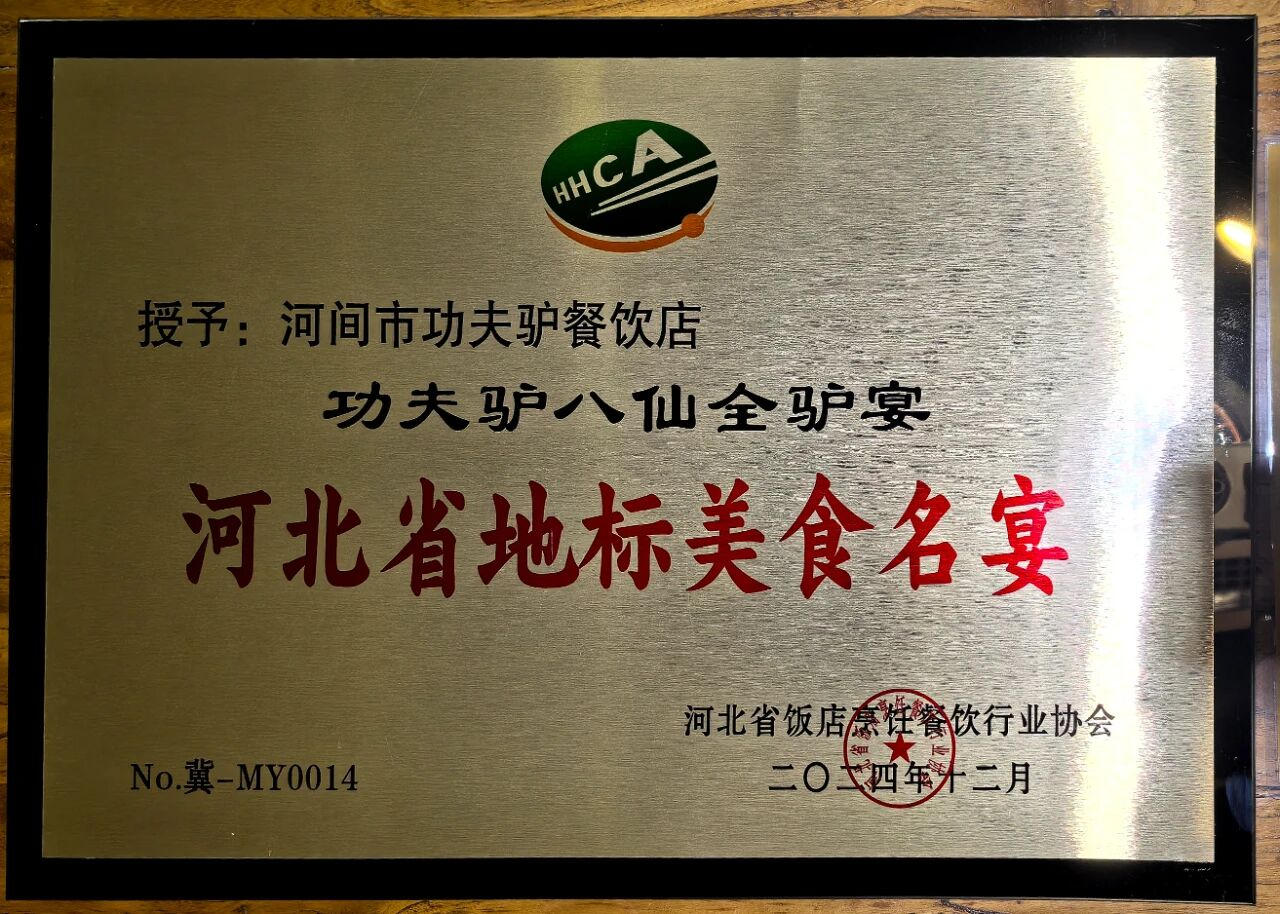 HHCA
授予：河间市功夫驴餐饮店
功夫驴八仙全驴宴
河北省地标美食名宴
河北省饭店烹饪餐饮行业协会
No.冀-MY0014
二〇二四年十二月